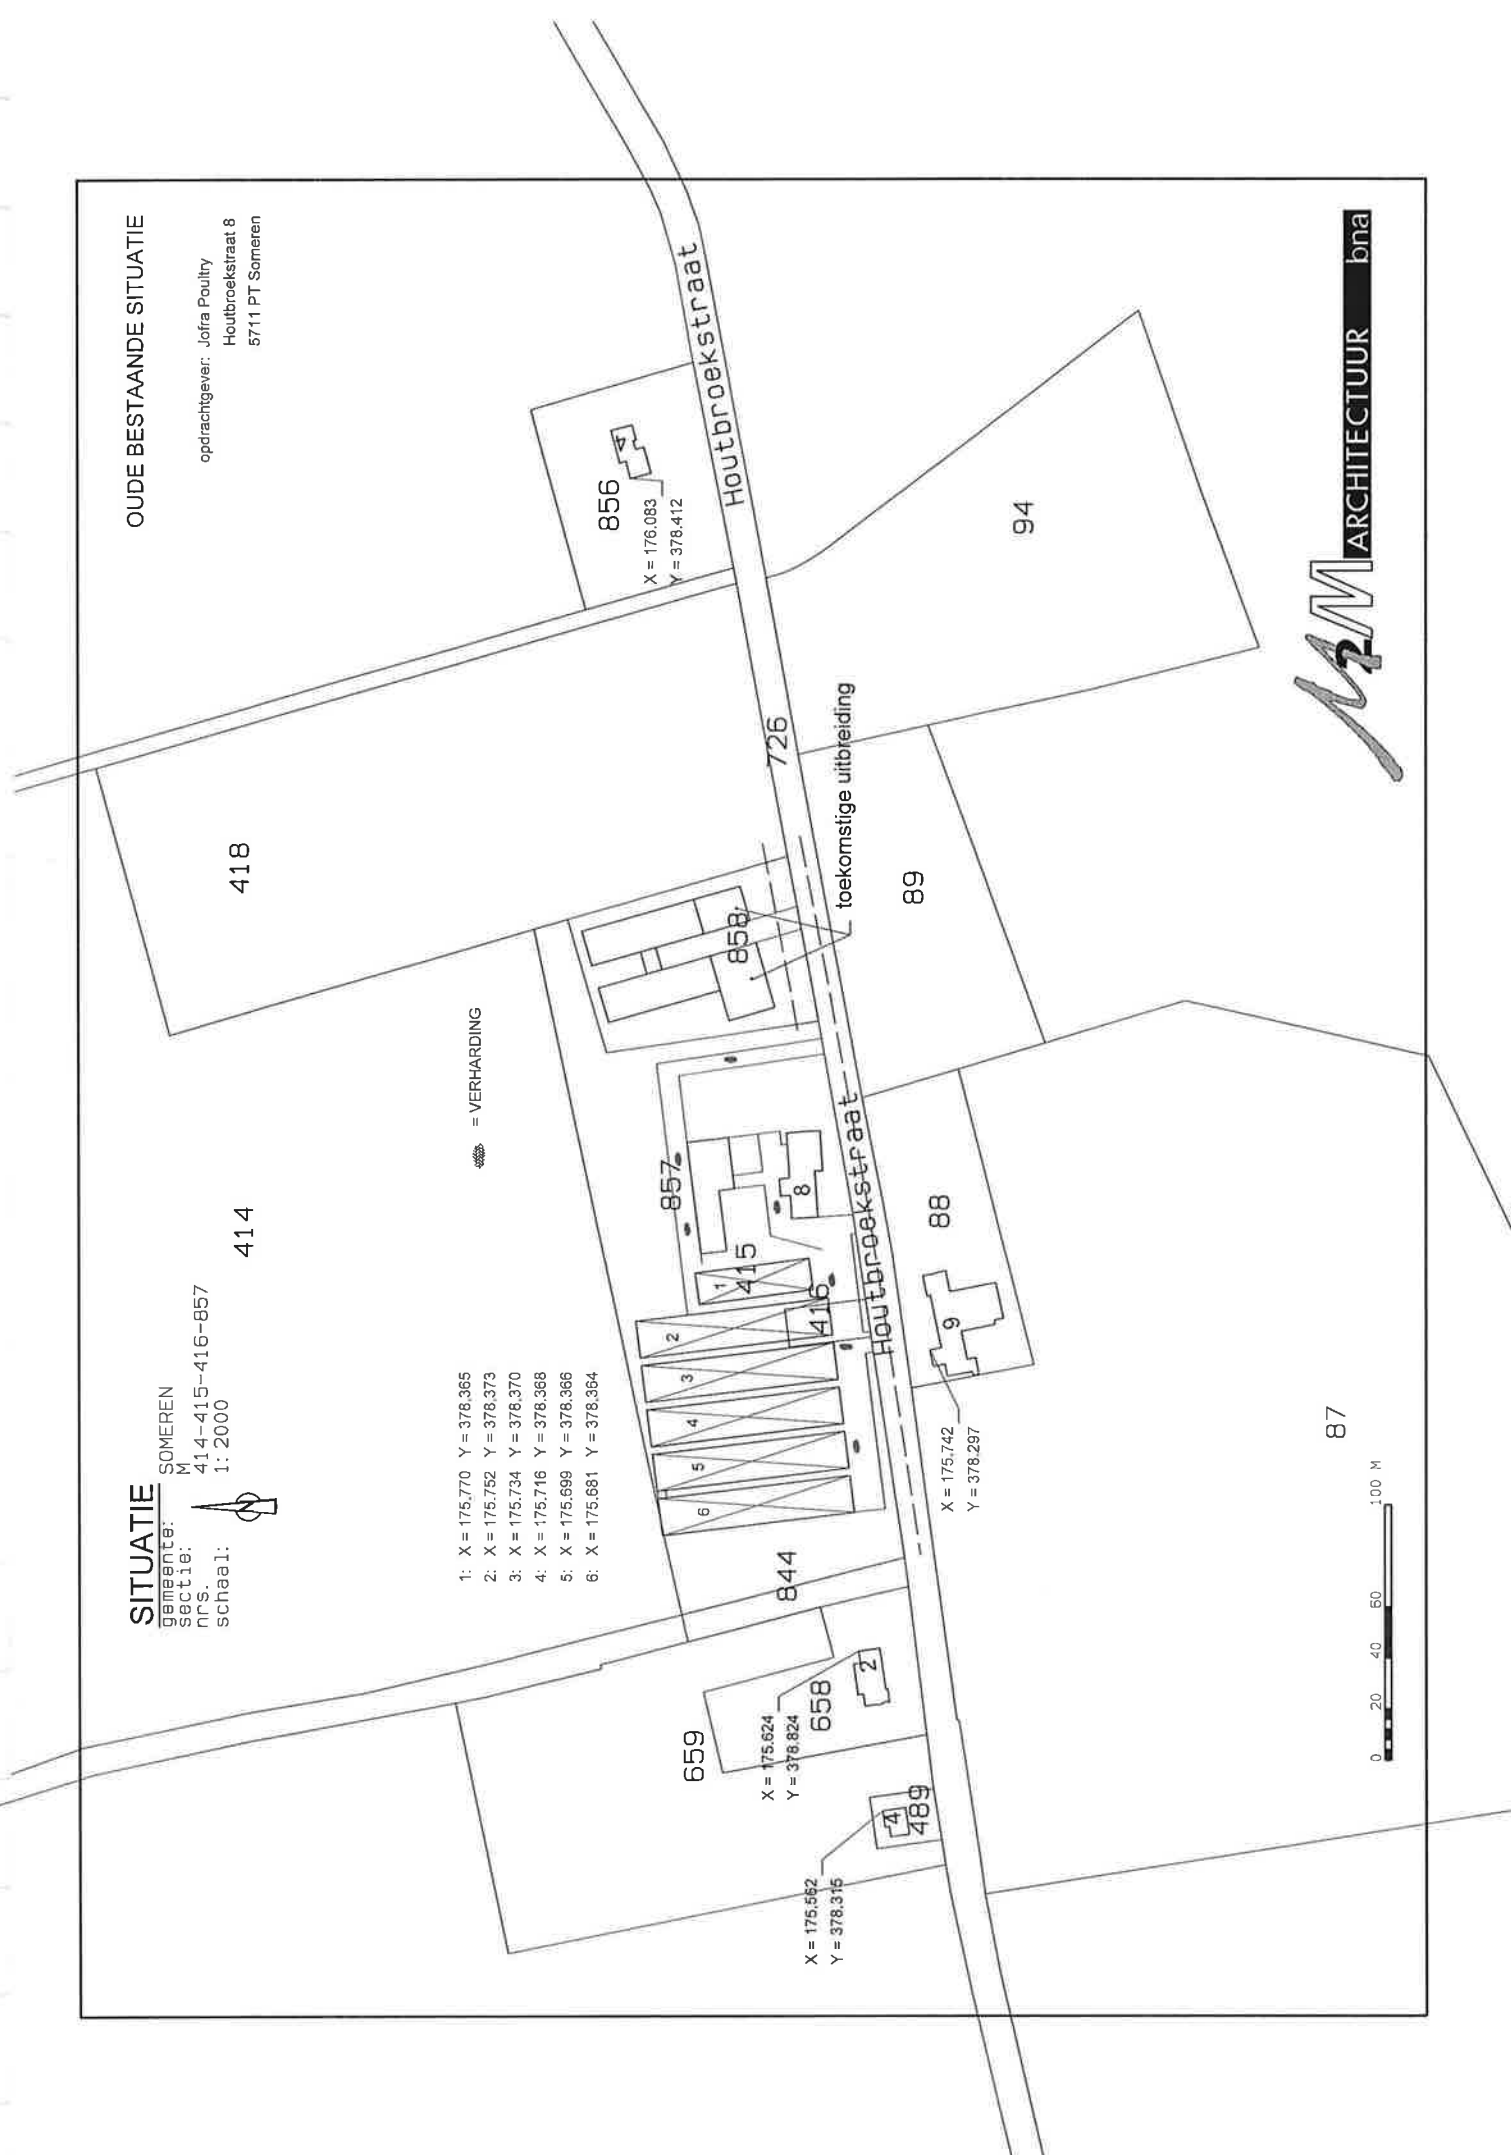 SITUATIE
gemeente: SOMEREN
sectie: M
nrs. 414-415-416-857
schaal: 1:2000
N
OUDE BESTAANDE SITUATIE
opdrachtgever: Jofra Poultry
Houtbroekstraat 8
5711 PT Someren
414
418
1: X = 175.770 Y = 378.365
2: X = 175.752 Y = 378.373
3: X = 175.734 Y = 378.370
4: X = 175.716 Y = 378.368
5: X = 175.699 Y = 378.366
6: X = 175.681 Y = 378.364
= VERHARDING
856
X = 176.083
Y = 378.412
Houtbroekstraat
857
858
726
toekomstige uitbreiding
6
5
4
3
2
1
415
416
8
844
659
X = 175.624
Y = 378.824
658
2
X = 175.562
Y = 378.315
4
489
Houtbroekstraat
9
X = 175.742
Y = 378.297
88
89
94
87
0 20 40 60 100 M
M2M ARCHITECTUUR bna